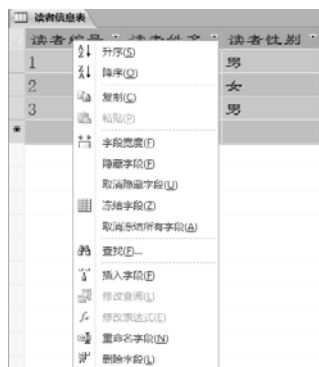 读者信息表
读者编号 读者姓名 读者性别
1 男
2 女
3 男
升序(S)
降序(O)
复制(C)
粘贴(P)
字段宽度(F)
隐藏字段(F)
取消隐藏字段(U)
冻结字段(Z)
取消冻结所有字段(A)
查找(F)...
插入字段(F)
修改查阅(L)
修改表达式(E)
重命名字段(N)
删除字段(L)